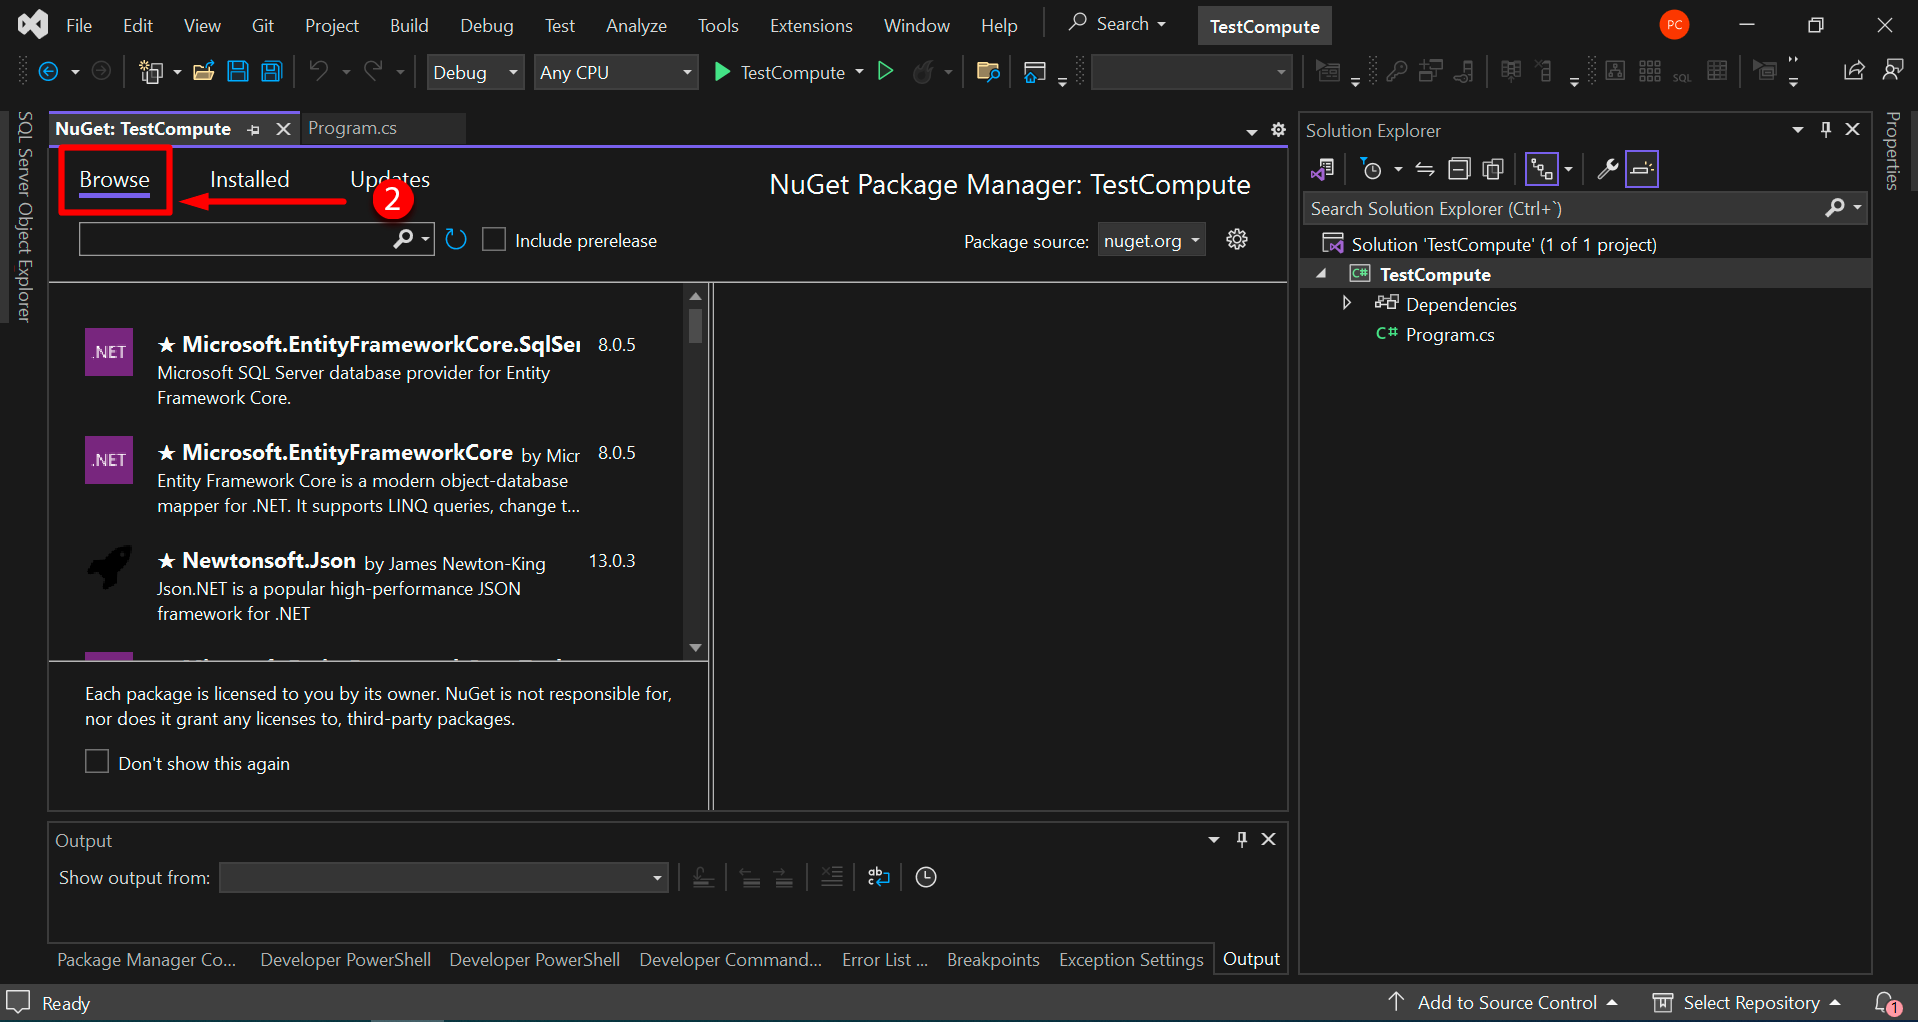 File Edit View Git Project Build Debug Test Analyze Tools Extensions Window Help Search TestCompute PC
Debug Any CPU TestCompute SQL
SQL Server Object Explorer
NuGet: TestCompute Program.cs
Browse Installed Updates
2
NuGet Package Manager: TestCompute
Include prerelease Package source: nuget.org
.NET
★ Microsoft.EntityFrameworkCore.SqlSer 8.0.5
Microsoft SQL Server database provider for Entity
Framework Core.
.NET
★ Microsoft.EntityFrameworkCore by Micr 8.0.5
Entity Framework Core is a modern object-database
mapper for .NET. It supports LINQ queries, change t...
★ Newtonsoft.Json by James Newton-King 13.0.3
Json.NET is a popular high-performance JSON
framework for .NET
Each package is licensed to you by its owner. NuGet is not responsible for,
nor does it grant any licenses to, third-party packages.
Don't show this again
Output
Show output from:
Package Manager Co... Developer PowerShell Developer PowerShell Developer Command... Error List ... Breakpoints Exception Settings Output
Solution Explorer
Search Solution Explorer (Ctrl+`)
Solution 'TestCompute' (1 of 1 project)
C# TestCompute
Dependencies
C# Program.cs
Properties
Ready Add to Source Control Select Repository 1